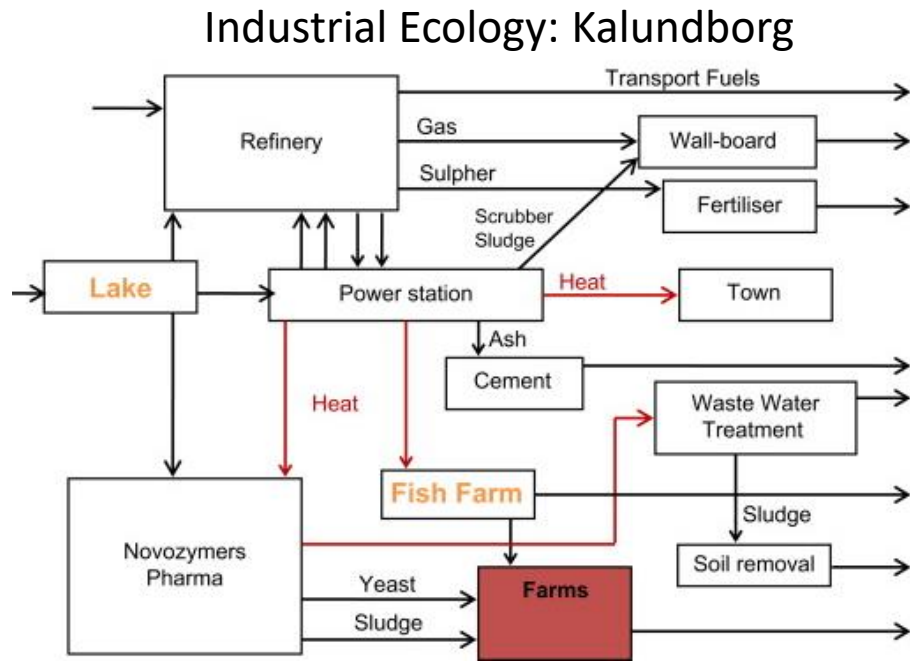 Industrial Ecology: Kalundborg
Transport Fuels
Refinery
Gas
Wall-board
Sulpher
Fertiliser
Scrubber
Sludge
Lake
Power station
Heat
Town
Ash
Cement
Heat
Waste Water
Treatment
Fish Farm
Sludge
Novozymers
Pharma
Soil removal
Yeast
Farms
Sludge